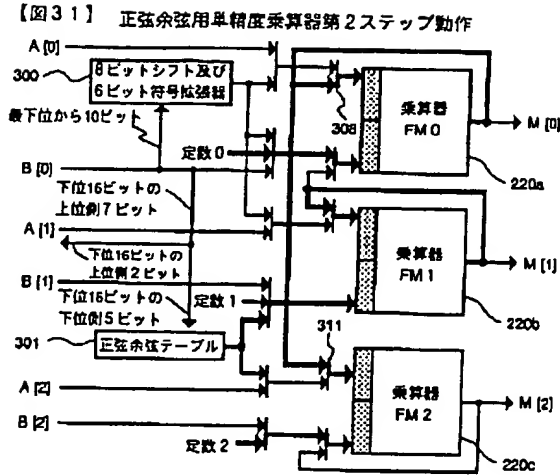 【図31】 正弦余弦用単精度乗算器第2ステップ動作
A [0]
300
8ビットシフト及び
6ビット符号拡張器
最下位から10ビット
308
乗算器
FM0
M [0]
220a
定数0
B [0]
下位16ビットの
上位側7ビット
A [1]
下位16ビットの
上位側2ビット
乗算器
FM1
M [1]
220b
B [1]
下位16ビットの
下位側5ビット
定数1
311
301
正弦余弦テーブル
A [2]
乗算器
FM2
M [2]
B [2]
定数2
220c